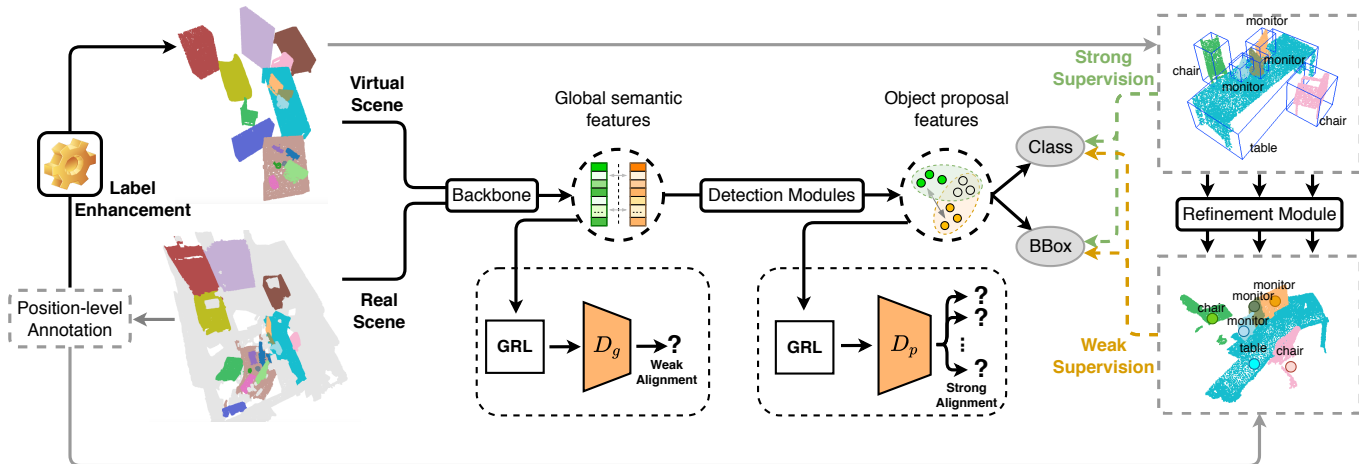 Label
Enhancement
Position-level
Annotation
Virtual
Scene
Real
Scene
Backbone
Global semantic
features
...
...
GRL
D_g
?
Weak
Alignment
Detection Modules
Object proposal
features
GRL
D_p
?
?
⋮
?
Strong
Alignment
Class
BBox
Strong
Supervision
Weak
Supervision
monitor
monitor
chair
monitor
chair
table
Refinement Module
monitor
monitor
chair
monitor
table
chair